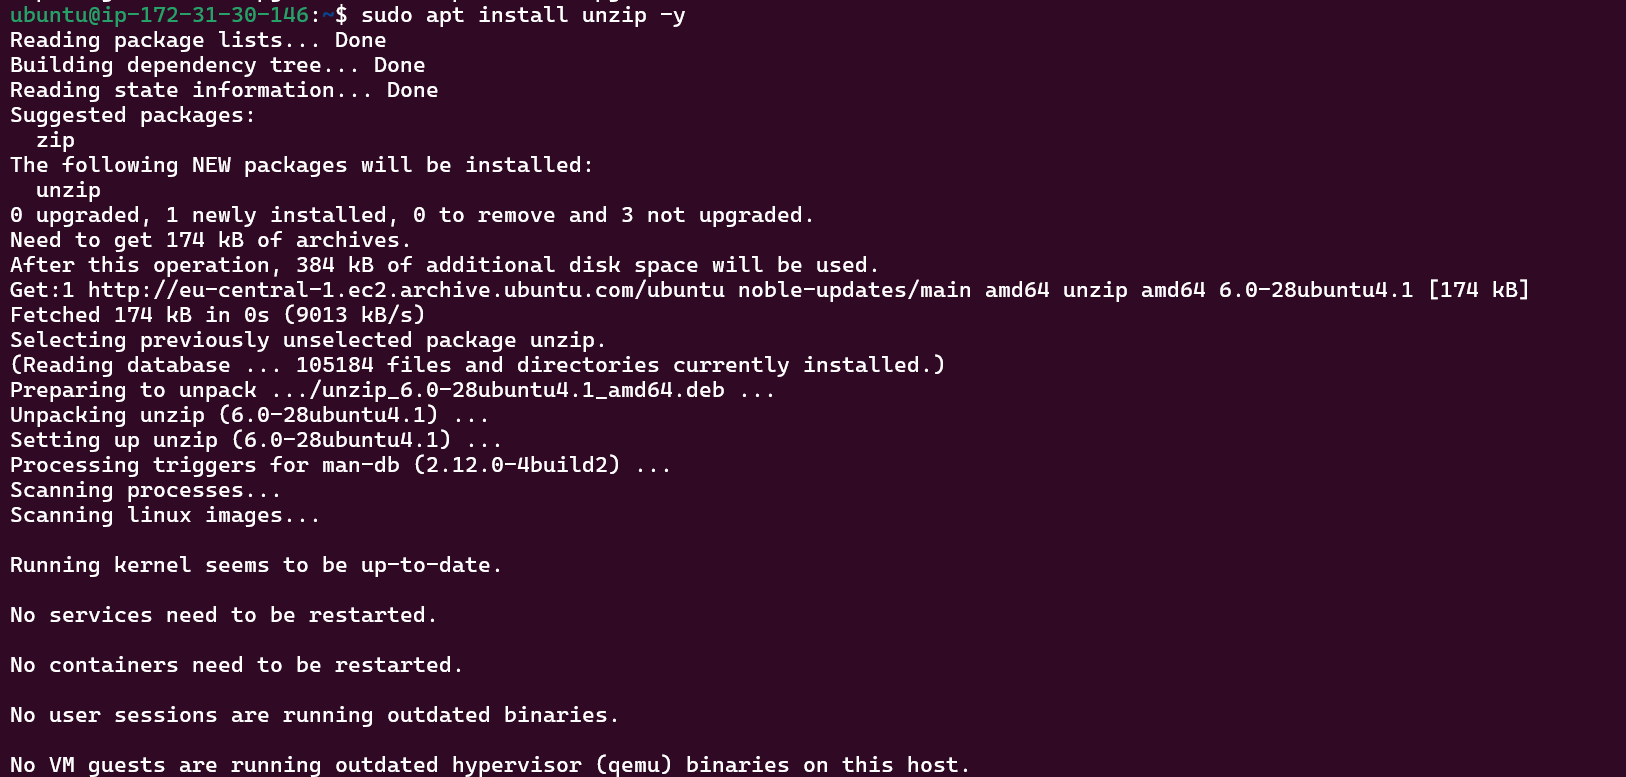 ubuntu@ip-172-31-30-146:~$ sudo apt install unzip -y
Reading package lists... Done
Building dependency tree... Done
Reading state information... Done
Suggested packages:
  zip
The following NEW packages will be installed:
  unzip
0 upgraded, 1 newly installed, 0 to remove and 3 not upgraded.
Need to get 174 kB of archives.
After this operation, 384 kB of additional disk space will be used.
Get:1 http://eu-central-1.ec2.archive.ubuntu.com/ubuntu noble-updates/main amd64 unzip amd64 6.0-28ubuntu4.1 [174 kB]
Fetched 174 kB in 0s (9013 kB/s)
Selecting previously unselected package unzip.
(Reading database ... 105184 files and directories currently installed.)
Preparing to unpack .../unzip_6.0-28ubuntu4.1_amd64.deb ...
Unpacking unzip (6.0-28ubuntu4.1) ...
Setting up unzip (6.0-28ubuntu4.1) ...
Processing triggers for man-db (2.12.0-4build2) ...
Scanning processes...
Scanning linux images...

Running kernel seems to be up-to-date.

No services need to be restarted.

No containers need to be restarted.

No user sessions are running outdated binaries.

No VM guests are running outdated hypervisor (qemu) binaries on this host.